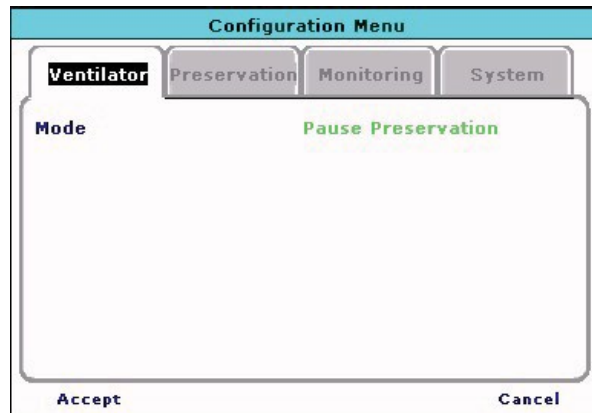 Configuration Menu
Ventilator Preservation Monitoring System
Mode Pause Preservation
Accept Cancel